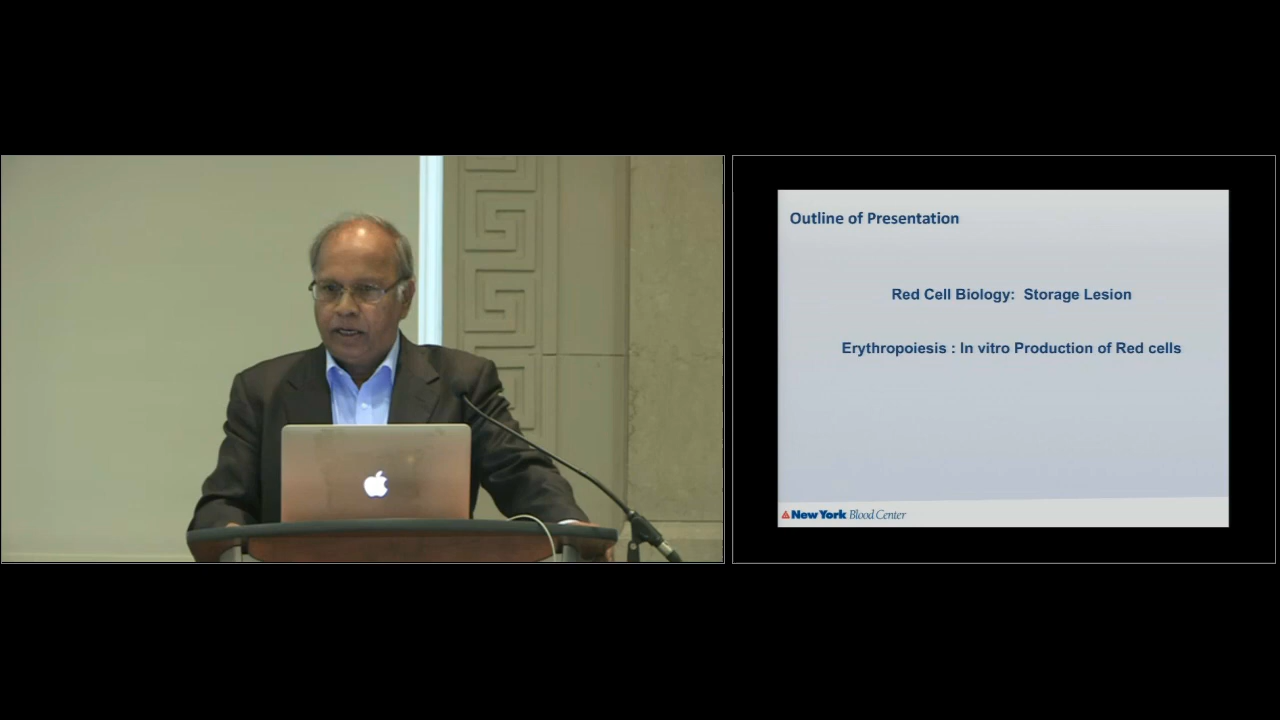 Outline of Presentation
Red Cell Biology: Storage Lesion
Erythropoiesis : In vitro Production of Red cells
New York Blood Center